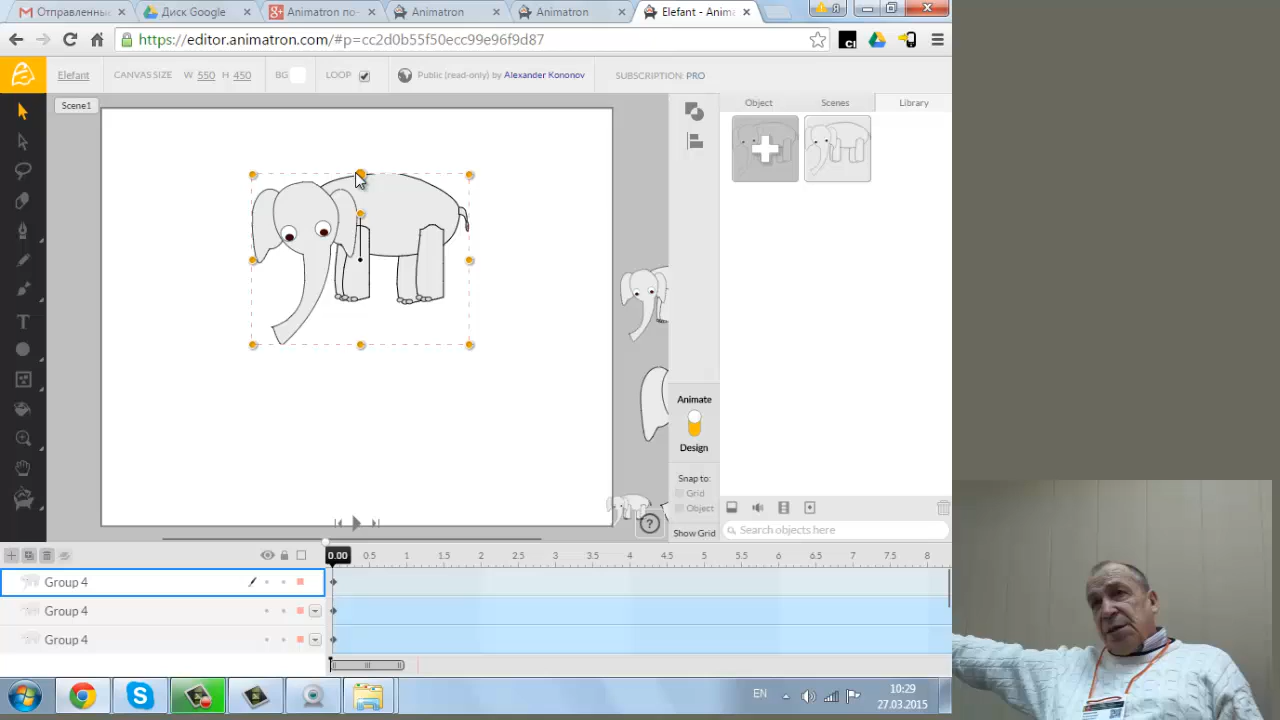 Отправленны
Диск Google
Animatron по-
Animatron
Animatron
Elefant - Anima
8
https://editor.animatron.com/#p=cc2d0b55f50ecc99e96f9d87
CI
Elefant
CANVAS SIZE W 550 H 450
BG
LOOP
Public (read-only) by Alexander Kononov
SUBSCRIPTION: PRO
Scene1
Object
Scenes
Library
T
Animate
Design
Snap to:
Grid
Object
Show Grid
?
Search objects here
0.00 0.5 1 1.5 2 2.5 3 3.5 4 4.5 5 5.5 6 6.5 7 7.5 8
Group 4
Group 4
Group 4
EN
10:29
27.03.2015